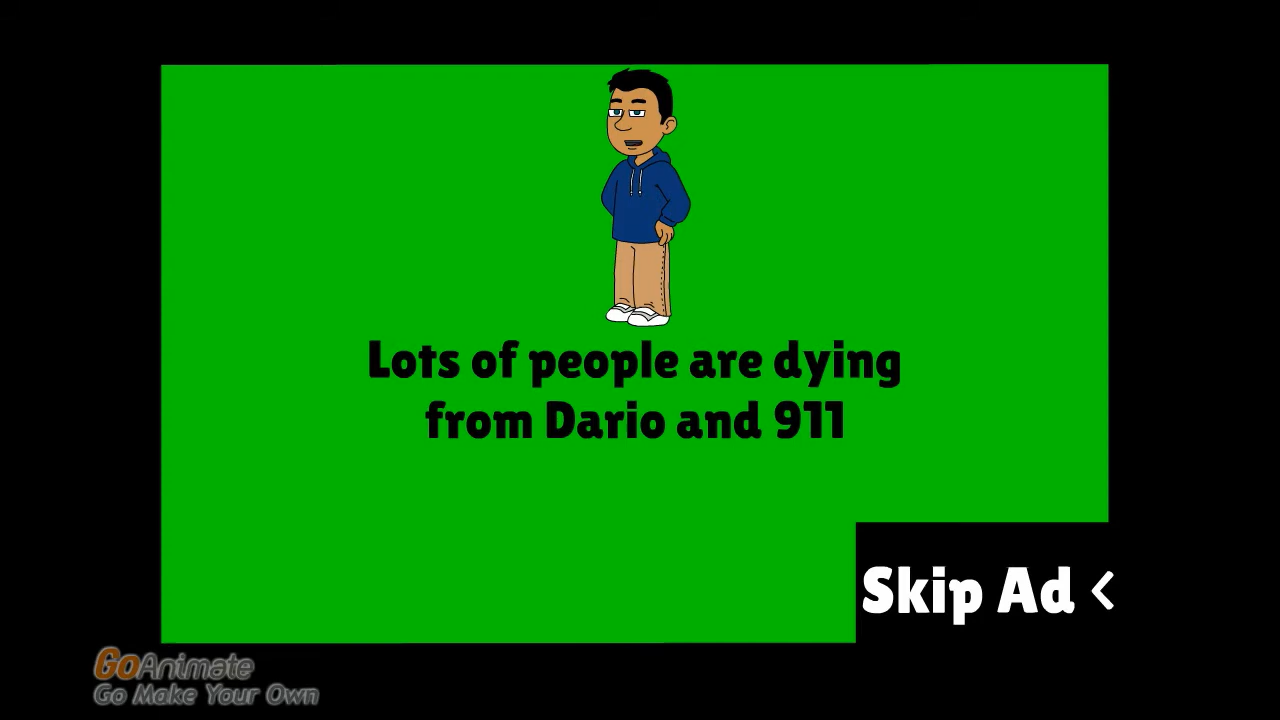 Lots of people are dying
from Dario and 911
Skip Ad <
GoAnimate
Go Make Your Own